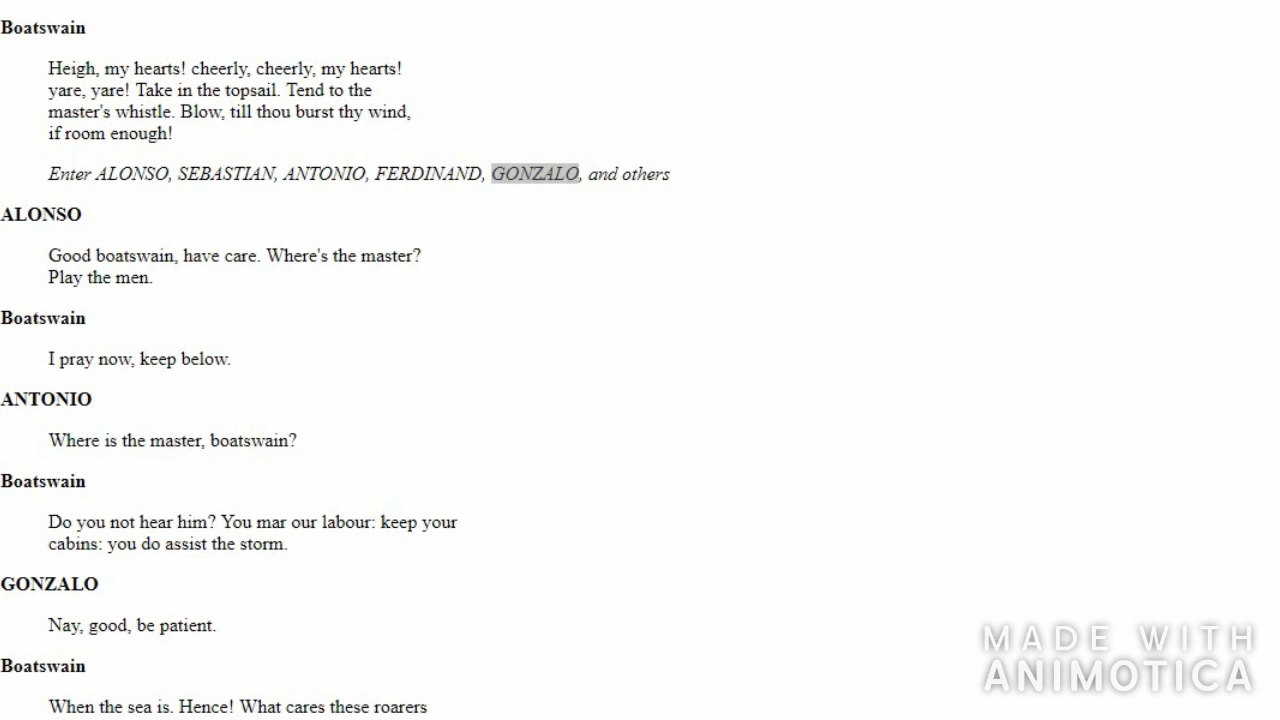 Boatswain
Heigh, my hearts! cheerly, cheerly, my hearts!
yare, yare! Take in the topsail. Tend to the
master's whistle. Blow, till thou burst thy wind,
if room enough!
Enter ALONSO, SEBASTIAN, ANTONIO, FERDINAND, GONZALO, and others
ALONSO
Good boatswain, have care. Where's the master?
Play the men.
Boatswain
I pray now, keep below.
ANTONIO
Where is the master, boatswain?
Boatswain
Do you not hear him? You mar our labour: keep your
cabins: you do assist the storm.
GONZALO
Nay, good, be patient.
Boatswain
When the sea is. Hence! What cares these roarers
MADE WITH
ANIMOTICA